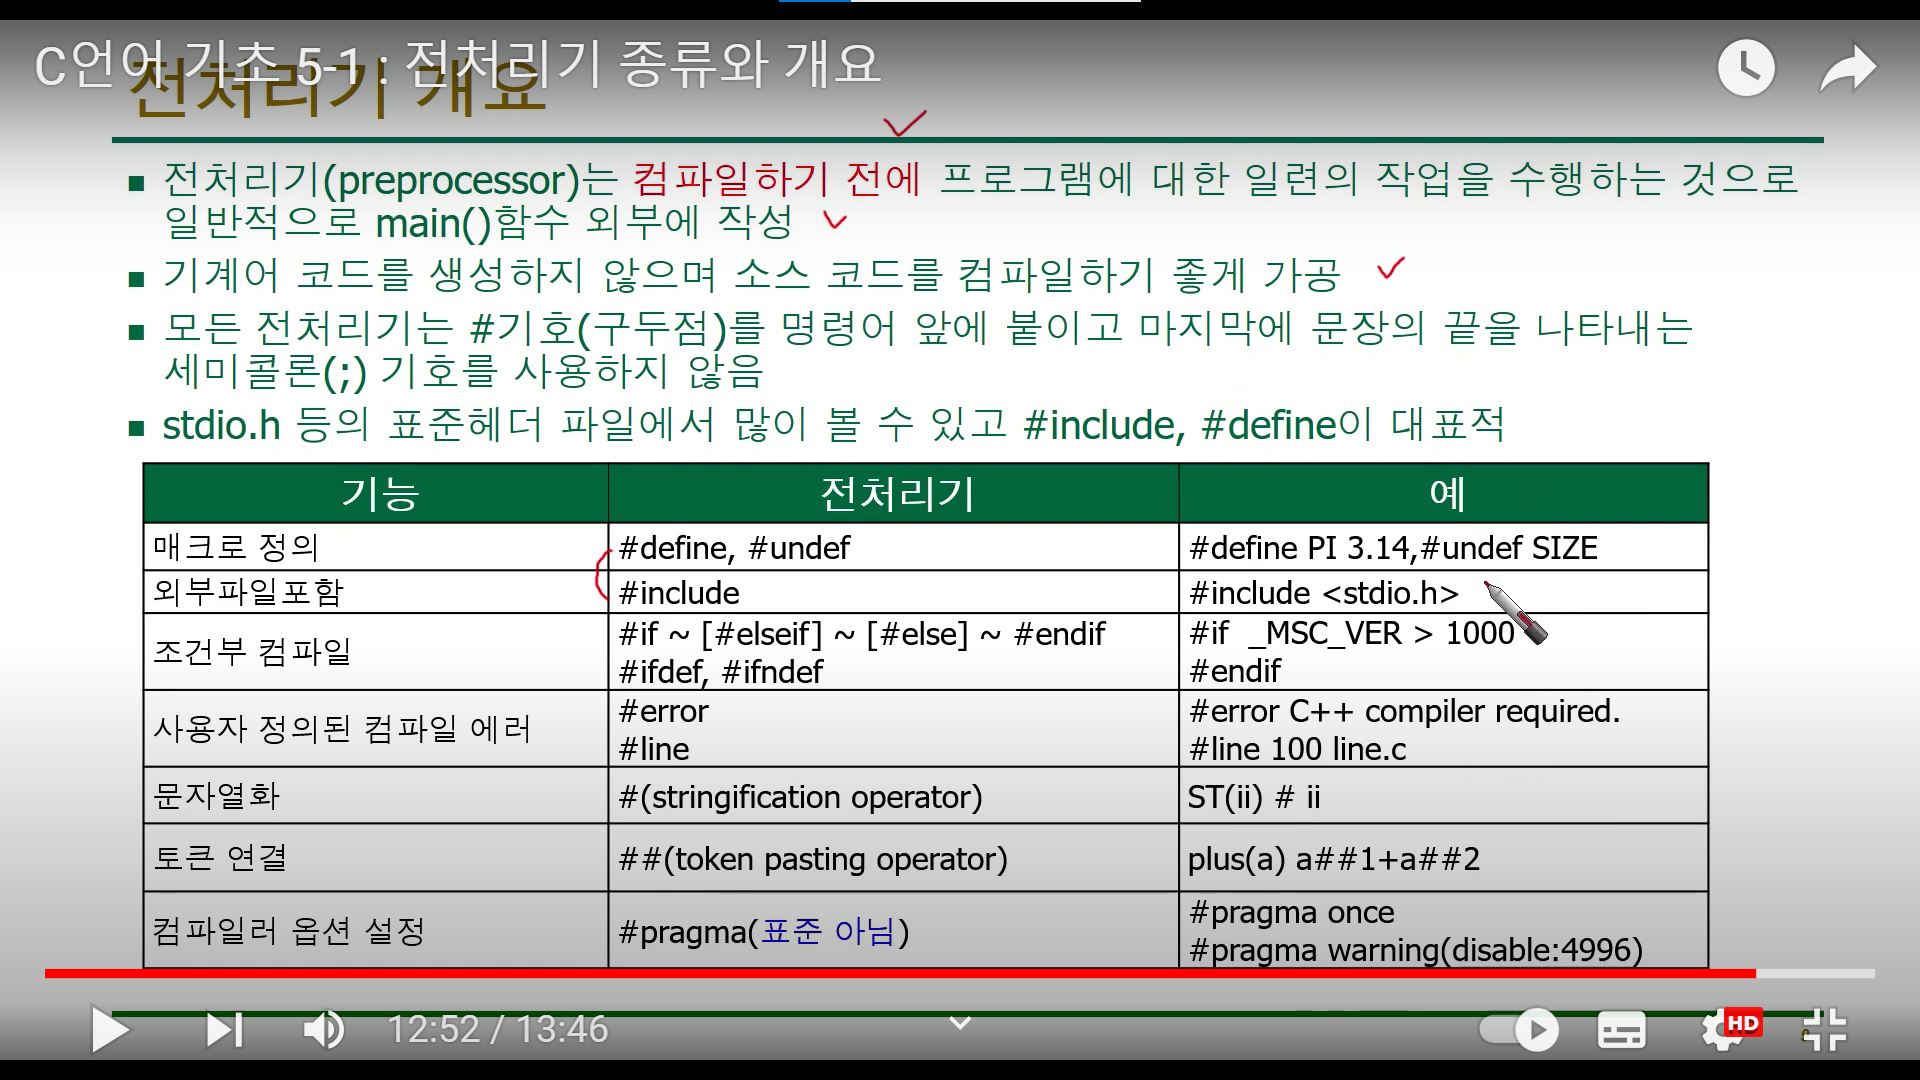 C언어 기초 5-1 : 전처리기 종류와 개요
전처리기 개요
■ 전처리기(preprocessor)는 컴파일하기 전에 프로그램에 대한 일련의 작업을 수행하는 것으로
일반적으로 main()함수 외부에 작성
■ 기계어 코드를 생성하지 않으며 소스 코드를 컴파일하기 좋게 가공
■ 모든 전처리기는 #기호(구두점)를 명령어 앞에 붙이고 마지막에 문장의 끝을 나타내는
세미콜론(;) 기호를 사용하지 않음
■ stdio.h 등의 표준헤더 파일에서 많이 볼 수 있고 #include, #define이 대표적
기능 전처리기 예
매크로 정의 #define, #undef #define PI 3.14,#undef SIZE
외부파일포함 #include #include <stdio.h>
조건부 컴파일 #if ~ [#elseif] ~ [#else] ~ #endif #if _MSC_VER > 1000
#ifdef, #ifndef #endif
사용자 정의된 컴파일 에러 #error #error C++ compiler required.
#line #line 100 line.c
문자열화 #(stringification operator) ST(ii) # ii
토큰 연결 ##(token pasting operator) plus(a) a##1+a##2
컴파일러 옵션 설정 #pragma(표준 아님) #pragma once
#pragma warning(disable:4996)
12:52 / 13:46
HD